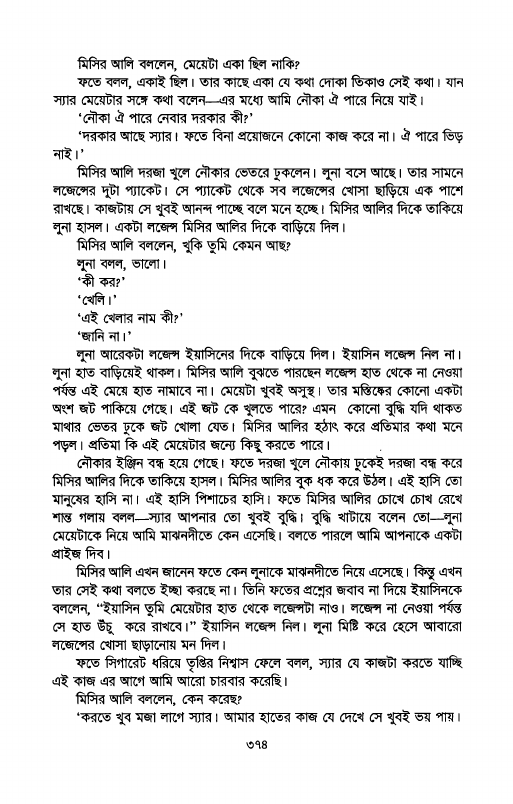 মিসির আলি বললেন, মেয়েটা একা ছিল নাকি?
ফতে বলল, একাই ছিল। তার কাছে একা যে কথা দোকা তিকাও সেই কথা। যান
স্যার মেয়েটার সঙ্গে কথা বলেন—এর মধ্যে আমি নৌকা ঐ পারে নিয়ে যাই।
‘নৌকা ঐ পারে নেবার দরকার কী?’
‘দরকার আছে স্যার। ফতে বিনা প্রয়োজনে কোনো কাজ করে না। ঐ পারে ভিড়
নাই।’
মিসির আলি দরজা খুলে নৌকার ভেতরে ঢুকলেন। লুনা বসে আছে। তার সামনে
লজেন্সের দুটা প্যাকেট। সে প্যাকেট থেকে সব লজেন্সের খোসা ছাড়িয়ে এক পাশে
রাখছে। কাজটায় সে খুবই আনন্দ পাচ্ছে বলে মনে হচ্ছে। মিসির আলির দিকে তাকিয়ে
লুনা হাসল। একটা লজেন্স মিসির আলির দিকে বাড়িয়ে দিল।
মিসির আলি বললেন, খুকি তুমি কেমন আছ?
লুনা বলল, ভালো।
‘কী কর?’
‘খেলি।’
‘এই খেলার নাম কী?’
‘জানি না।’
লুনা আরেকটা লজেন্স ইয়াসিনের দিকে বাড়িয়ে দিল। ইয়াসিন লজেন্স নিল না।
লুনা হাত বাড়িয়েই থাকল। মিসির আলি বুঝতে পারছেন লজেন্স হাত থেকে না নেওয়া
পর্যন্ত এই মেয়ে হাত নামাবে না। মেয়েটা খুবই অসুস্থ। তার মস্তিষ্কের কোনো একটা
অংশ জট পাকিয়ে গেছে। এই জট কে খুলতে পারে? এমন কোনো বুদ্ধি যদি থাকত
মাথার ভেতর ঢুকে জট খোলা যেত। মিসির আলির হঠাৎ করে প্রতিমার কথা মনে
পড়ল। প্রতিমা কি এই মেয়েটার জন্যে কিছু করতে পারে।
নৌকার ইঞ্জিন বন্ধ হয়ে গেছে। ফতে দরজা খুলে নৌকায় ঢুকেই দরজা বন্ধ করে
মিসির আলির দিকে তাকিয়ে হাসল। মিসির আলির বুক ধক করে উঠল। এই হাসি তো
মানুষের হাসি না। এই হাসি পিশাচের হাসি। ফতে মিসির আলির চোখে চোখ রেখে
শান্ত গলায় বলল—স্যার আপনার তো খুবই বুদ্ধি। বুদ্ধি খাটায়ে বলেন তো—লুনা
মেয়েটাকে নিয়ে আমি মাঝনদীতে কেন এসেছি। বলতে পারলে আমি আপনাকে একটা
প্রাইজ দিব।
মিসির আলি এখন জানেন ফতে কেন লুনাকে মাঝনদীতে নিয়ে এসেছে। কিন্তু এখন
তার সেই কথা বলতে ইচ্ছা করছে না। তিনি ফতের প্রশ্নের জবাব না দিয়ে ইয়াসিনকে
বললেন, “ইয়াসিন তুমি মেয়েটার হাত থেকে লজেন্সটা নাও। লজেন্স না নেওয়া পর্যন্ত
সে হাত উঁচু করে রাখবে।” ইয়াসিন লজেন্স নিল। লুনা মিষ্টি করে হেসে আবারো
লজেন্সের খোসা ছাড়ানোয় মন দিল।
ফতে সিগারেট ধরিয়ে তৃপ্তির নিশ্বাস ফেলে বলল, স্যার যে কাজটা করতে যাচ্ছি
এই কাজ এর আগে আমি আরো চারবার করেছি।
মিসির আলি বললেন, কেন করেছ?
‘করতে খুব মজা লাগে স্যার। আমার হাতের কাজ যে দেখে সে খুবই ভয় পায়।
৩৭৪